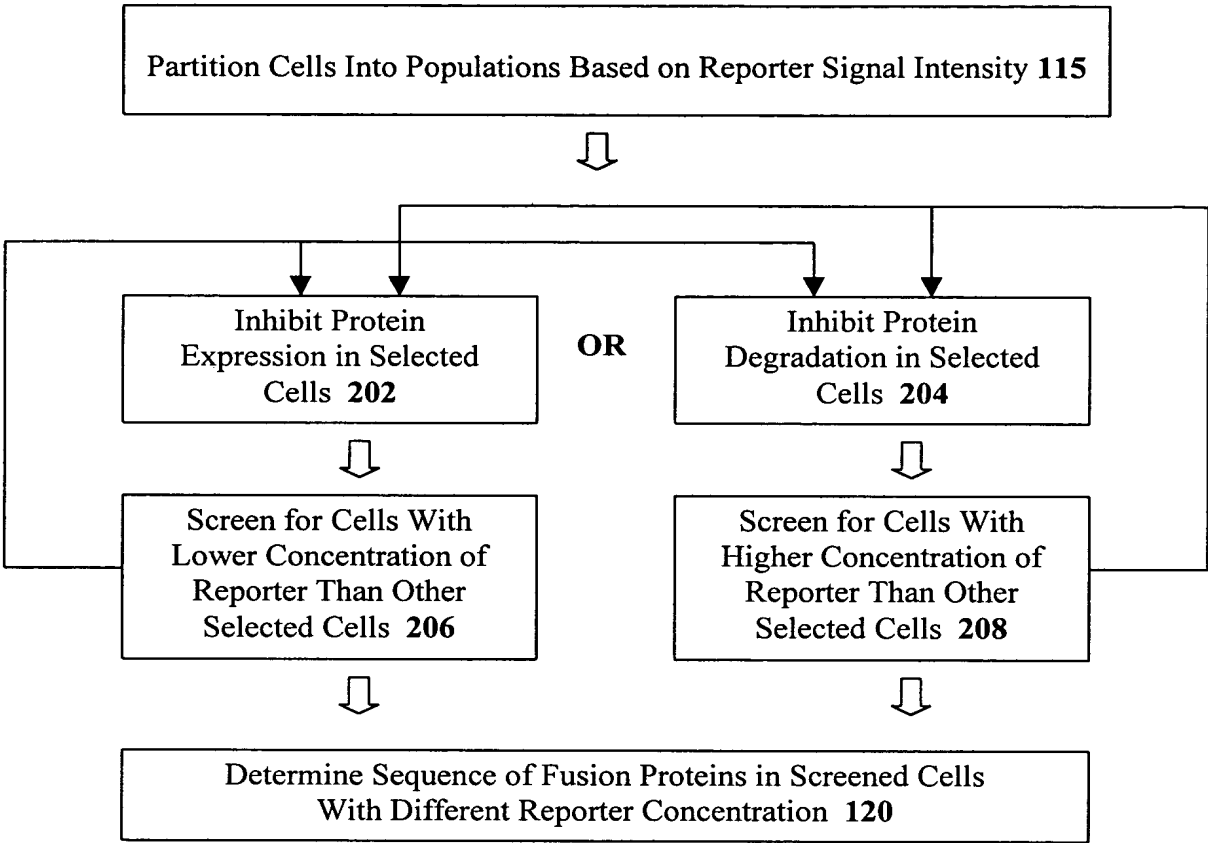 Partition Cells Into Populations Based on Reporter Signal Intensity 115
Inhibit Protein
Expression in Selected
Cells 202
OR
Inhibit Protein
Degradation in Selected
Cells 204
Screen for Cells With
Lower Concentration of
Reporter Than Other
Selected Cells 206
Screen for Cells With
Higher Concentration of
Reporter Than Other
Selected Cells 208
Determine Sequence of Fusion Proteins in Screened Cells
With Different Reporter Concentration 120